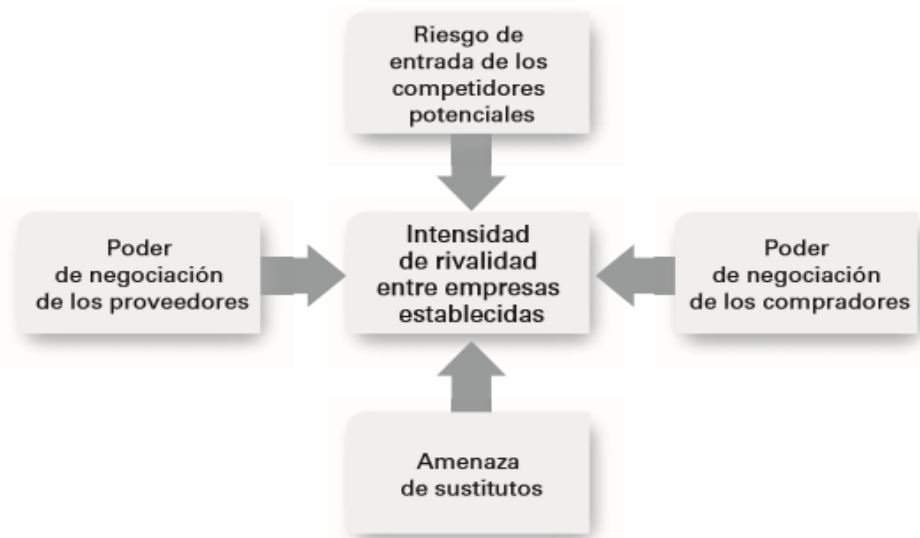 Riesgo de
entrada de los
competidores
potenciales
Poder
de negociación
de los proveedores
Intensidad
de rivalidad
entre empresas
establecidas
Poder
de negociación
de los compradores
Amenaza
de sustitutos